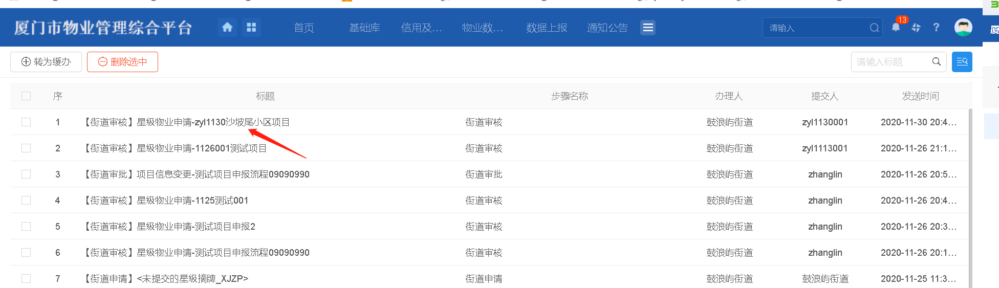 厦门市物业管理综合平台 首页 基础库 信用及... 物业数... 数据上报 通知公告 请输入 13 ?
转为缓办 删除选中 请输入标题
序 标题 步骤名称 办理人 提交人 发送时间
1 【街道审核】星级物业申请-zyl1130沙坡尾小区项目 街道审核 鼓浪屿街道 zyl1130001 2020-11-30 20:4...
2 【街道审核】星级物业申请-1126001测试项目 街道审核 鼓浪屿街道 zyl1113001 2020-11-26 21:1...
3 【街道审批】项目信息变更-测试项目申报流程09090990 街道审批 鼓浪屿街道 zhanglin 2020-11-26 20:5...
4 【街道审核】星级物业申请-1125测试001 街道审核 鼓浪屿街道 zhanglin 2020-11-26 20:4...
5 【街道审核】星级物业申请-测试项目申报2 街道审核 鼓浪屿街道 zhanglin 2020-11-26 20:3...
6 【街道审核】星级物业申请-测试项目申报流程09090990 街道审核 鼓浪屿街道 zhanglin 2020-11-26 20:1...
7 【街道申请】<未提交的星级摘牌_XJZP> 街道申请 鼓浪屿街道 鼓浪屿街道 2020-11-25 11:3...